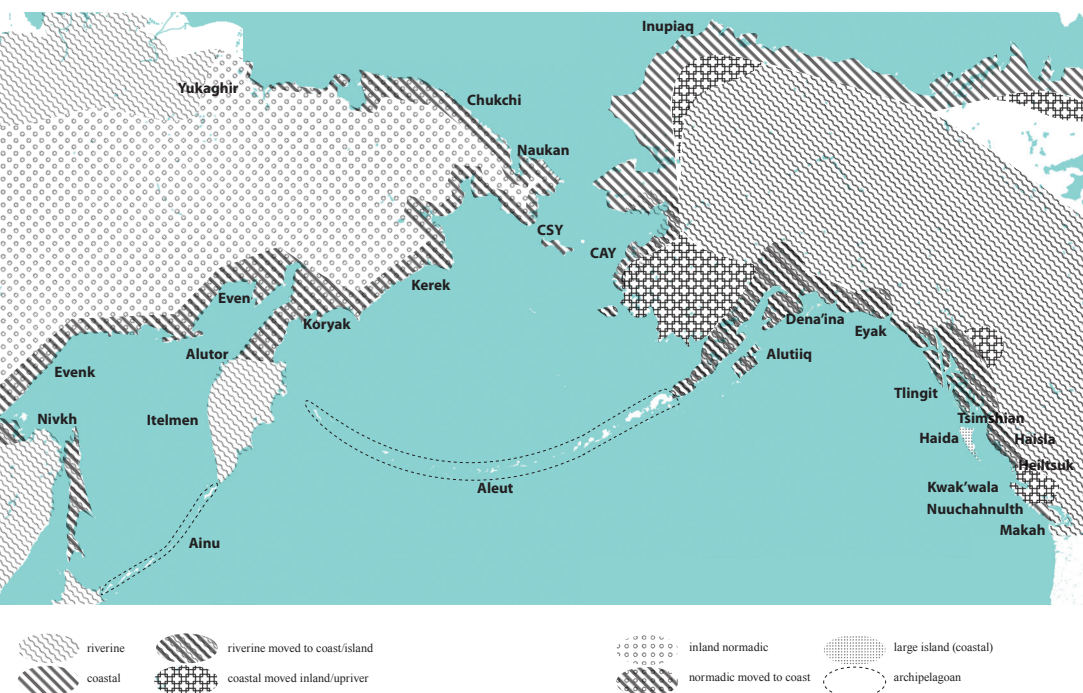 Inupiaq
Yukaghir
Chukchi
Naukan
CSY
CAY
Kerek
Even
Dena'ina
Koryak
Eyak
Alutor
Alutiiq
Evenk
Tlingit
Nivkh
Itelmen
Tsimshian
Haida
Haisla
Heiltsuk
Aleut
Kwak'wala
Nuuchahnulth
Makah
Ainu
riverine
riverine moved to coast/island
inland normadic
large island (coastal)
coastal
coastal moved inland/upriver
normadic moved to coast
archipelagoan